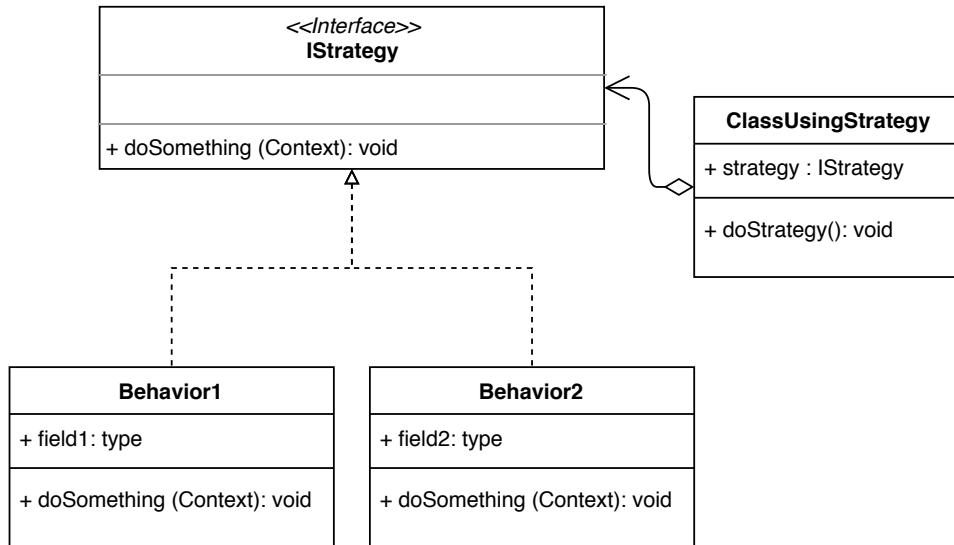 <<Interface>>
IStrategy
+ doSomething (Context): void
ClassUsingStrategy
+ strategy : IStrategy
+ doStrategy(): void
Behavior1
+ field1: type
+ doSomething (Context): void
Behavior2
+ field2: type
+ doSomething (Context): void